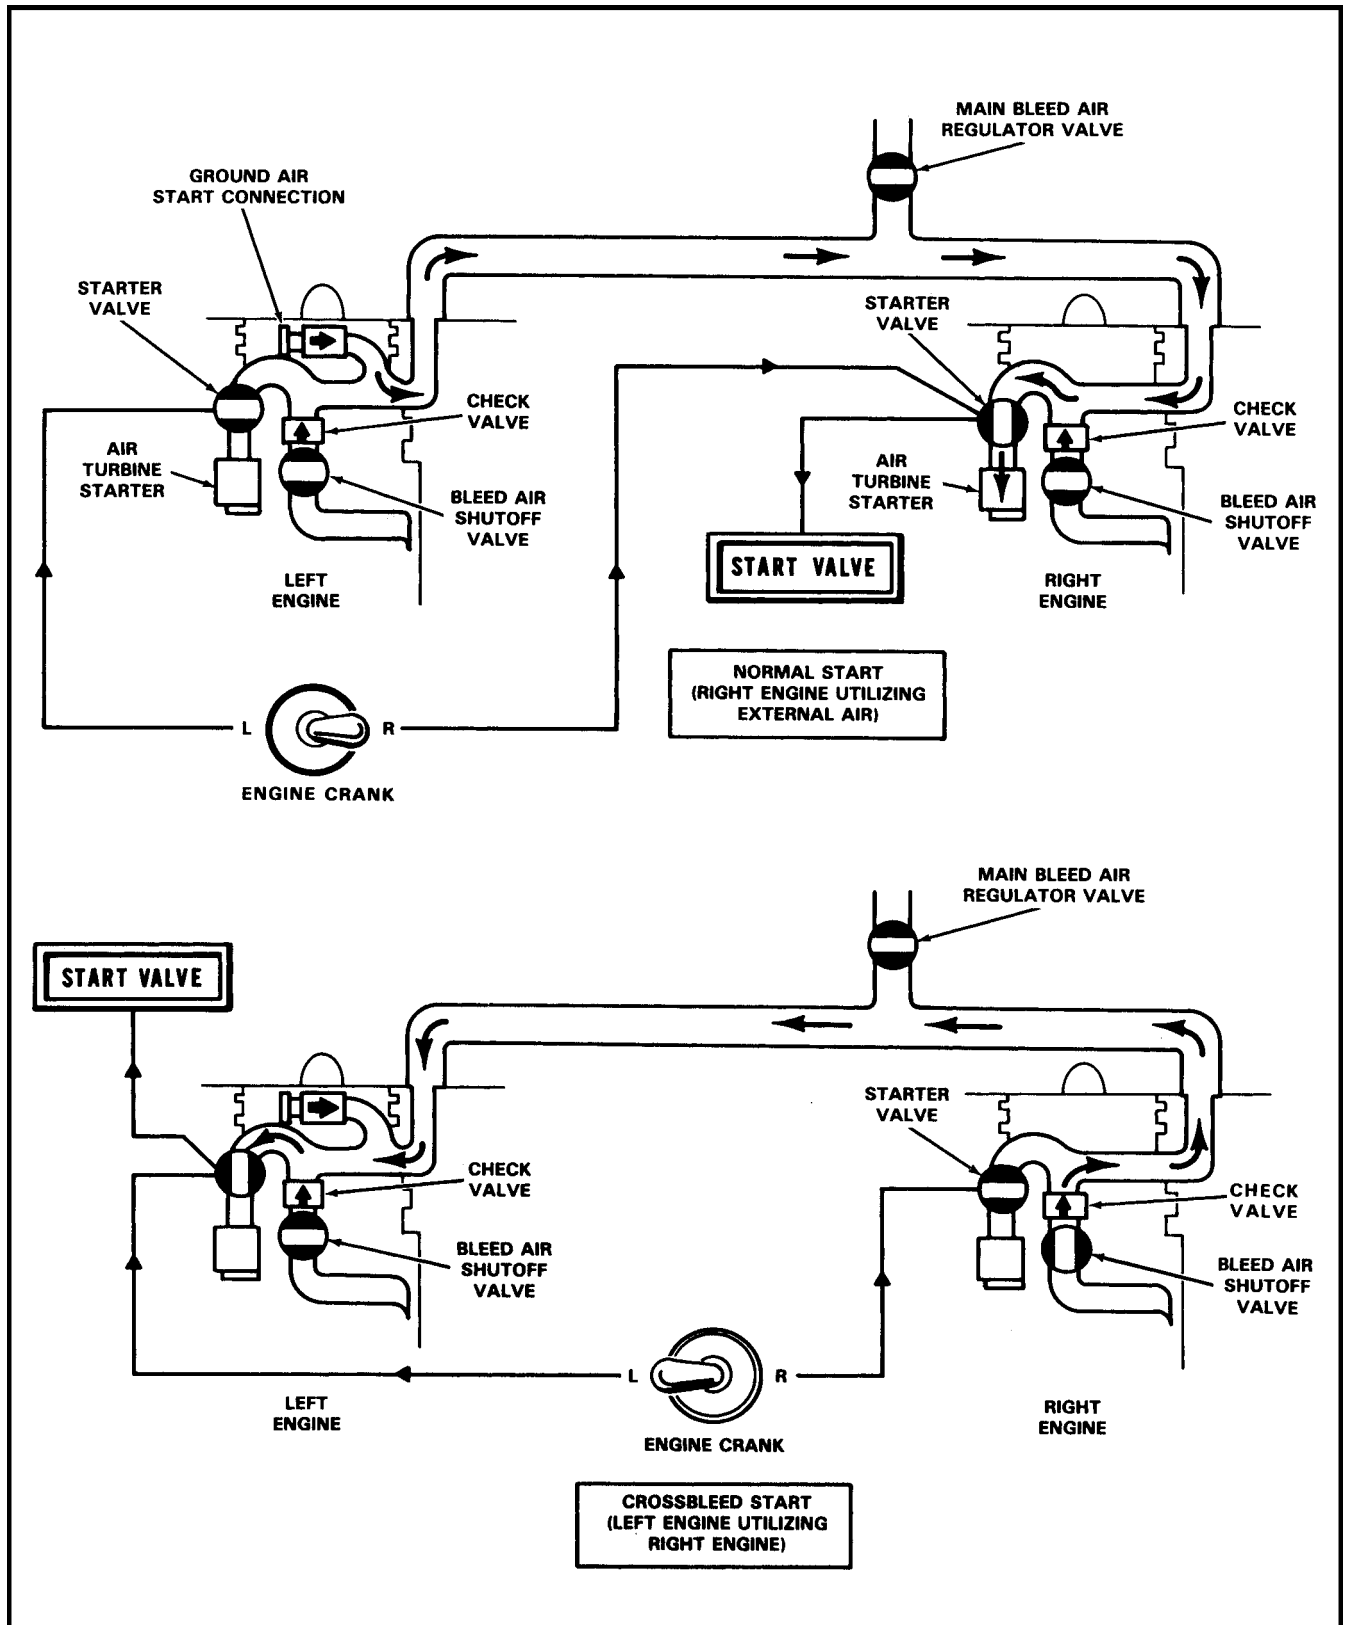 MAIN BLEED AIR
REGULATOR VALVE
GROUND AIR
START CONNECTION
STARTER
VALVE
STARTER
VALVE
CHECK
VALVE
CHECK
VALVE
AIR
TURBINE
STARTER
AIR
TURBINE
STARTER
BLEED AIR
SHUTOFF
VALVE
BLEED AIR
SHUTOFF
VALVE
START VALVE
LEFT
ENGINE
RIGHT
ENGINE
NORMAL START
(RIGHT ENGINE UTILIZING
EXTERNAL AIR)
L
R
ENGINE CRANK
MAIN BLEED AIR
REGULATOR VALVE
START VALVE
STARTER
VALVE
CHECK
VALVE
CHECK
VALVE
BLEED AIR
SHUTOFF
VALVE
BLEED AIR
SHUTOFF
VALVE
L
R
LEFT
ENGINE
RIGHT
ENGINE
ENGINE CRANK
CROSSBLEED START
(LEFT ENGINE UTILIZING
RIGHT ENGINE)